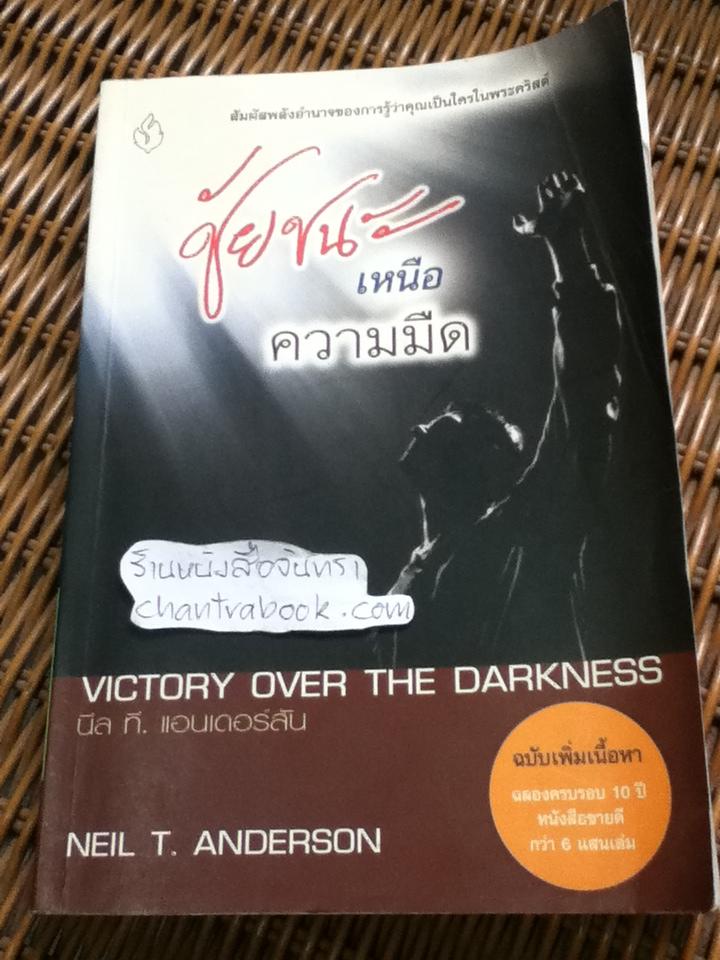 สัมผัสพลังอำนาจของการรู้ว่าคุณเป็นใครในพระคริสต์
ชัยชนะ
เหนือ
ความมืด
ร้านหนังสือจันทรา
chantrabook.com
VICTORY OVER THE DARKNESS
นีล ที. แอนเดอร์สัน
ฉบับเพิ่มเนื้อหา
ฉลองครบรอบ 10 ปี
หนังสือขายดี
กว่า 6 แสนเล่ม
NEIL T. ANDERSON